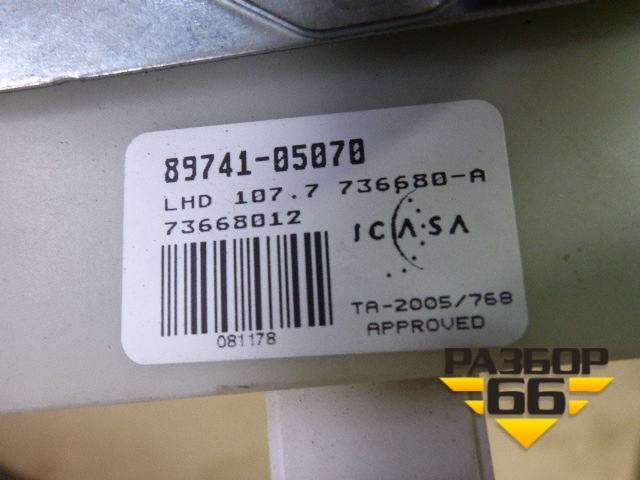 89741-05070
LHD 107.7 736680-A
73668012
ICASA
081178
TA-2005/768
APPROVED
РАЗБОР
66